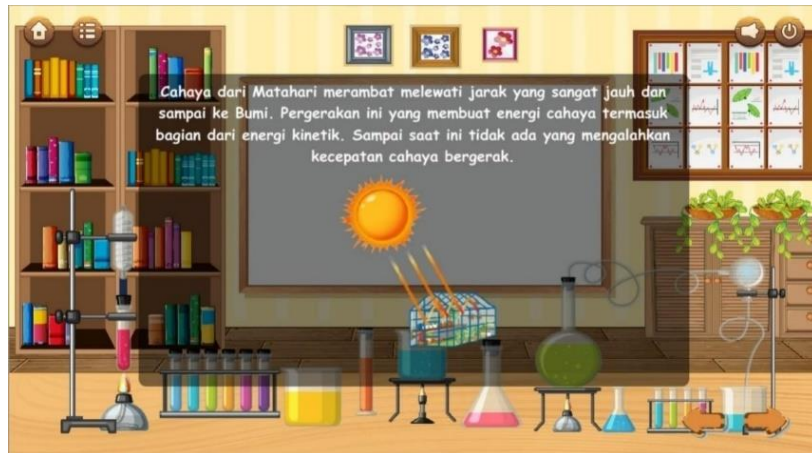 Cahaya dari Matahari merambat melewati jarak yang sangat jauh dan
sampai ke Bumi. Pergerakan ini yang membuat energi cahaya termasuk
bagian dari energi kinetik. Sampai saat ini tidak ada yang mengalahkan
kecepatan cahaya bergerak.